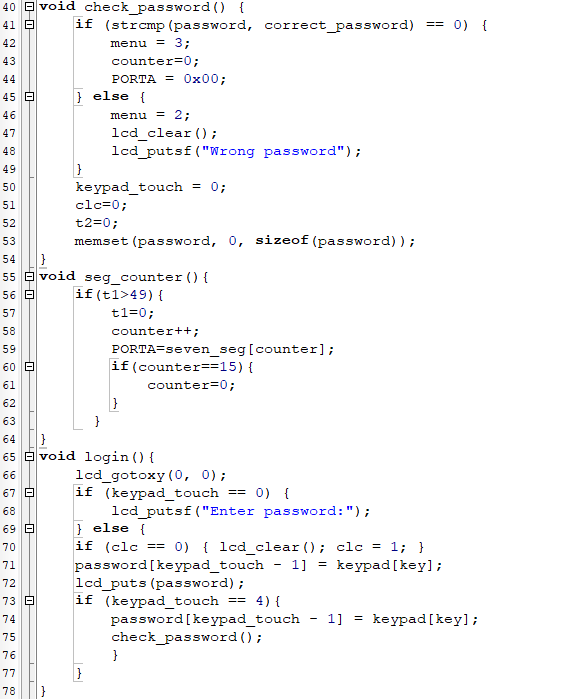 40 void check_password() {
41 if (strcmp(password, correct_password) == 0) {
42 menu = 3;
43 counter=0;
44 PORTA = 0x00;
45 } else {
46 menu = 2;
47 lcd_clear();
48 lcd_putsf("Wrong password");
49 }
50 keypad_touch = 0;
51 clc=0;
52 t2=0;
53 memset(password, 0, sizeof(password));
54 }
55 void seg_counter(){
56 if(t1>49){
57 t1=0;
58 counter++;
59 PORTA=seven_seg[counter];
60 if(counter==15){
61 counter=0;
62 }
63 }
64 }
65 void login(){
66 lcd_gotoxy(0, 0);
67 if (keypad_touch == 0) {
68 lcd_putsf("Enter password:");
69 } else {
70 if (clc == 0) { lcd_clear(); clc = 1; }
71 password[keypad_touch - 1] = keypad[key];
72 lcd_puts(password);
73 if (keypad_touch == 4){
74 password[keypad_touch - 1] = keypad[key];
75 check_password();
76 }
77 }
78 }